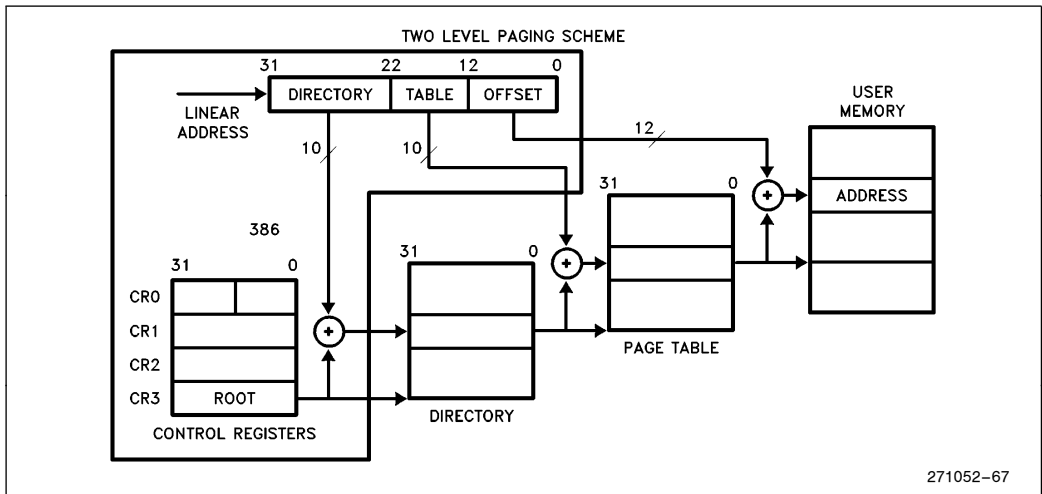 TWO LEVEL PAGING SCHEME
31 22 12 0
DIRECTORY TABLE OFFSET
LINEAR
ADDRESS
USER
MEMORY
10 10 12
31 0
ADDRESS
386
31 0
31 0
CR0
CR1
CR2
CR3 ROOT
CONTROL REGISTERS
+
DIRECTORY
+
PAGE TABLE
+
271052–67